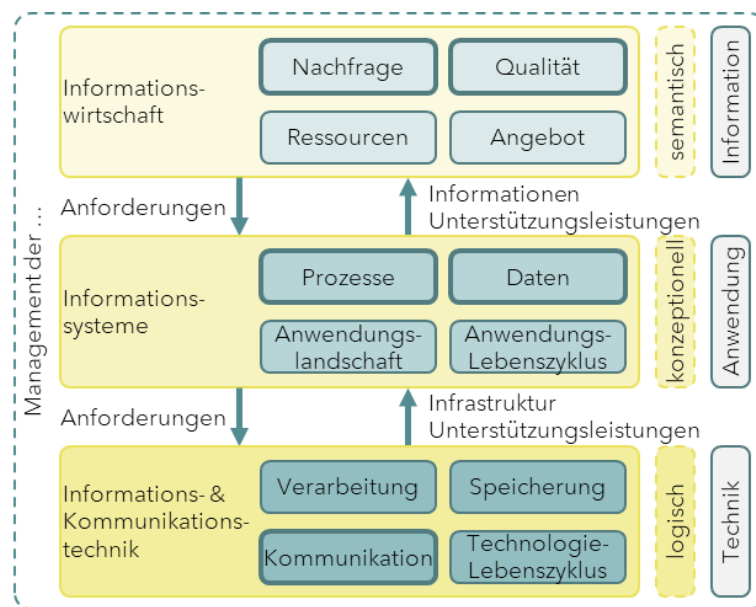 Management der ...
Informations-
wirtschaft
Nachfrage
Qualität
Ressourcen
Angebot
semantisch
Information
Anforderungen
Informationen
Unterstützungsleistungen
Informations-
systeme
Prozesse
Daten
Anwendungs-
landschaft
Anwendungs-
Lebenszyklus
konzeptionell
Anwendung
Anforderungen
Infrastruktur
Unterstützungsleistungen
Informations- &
Kommunikations-
technik
Verarbeitung
Speicherung
Kommunikation
Technologie-
Lebenszyklus
logisch
Technik